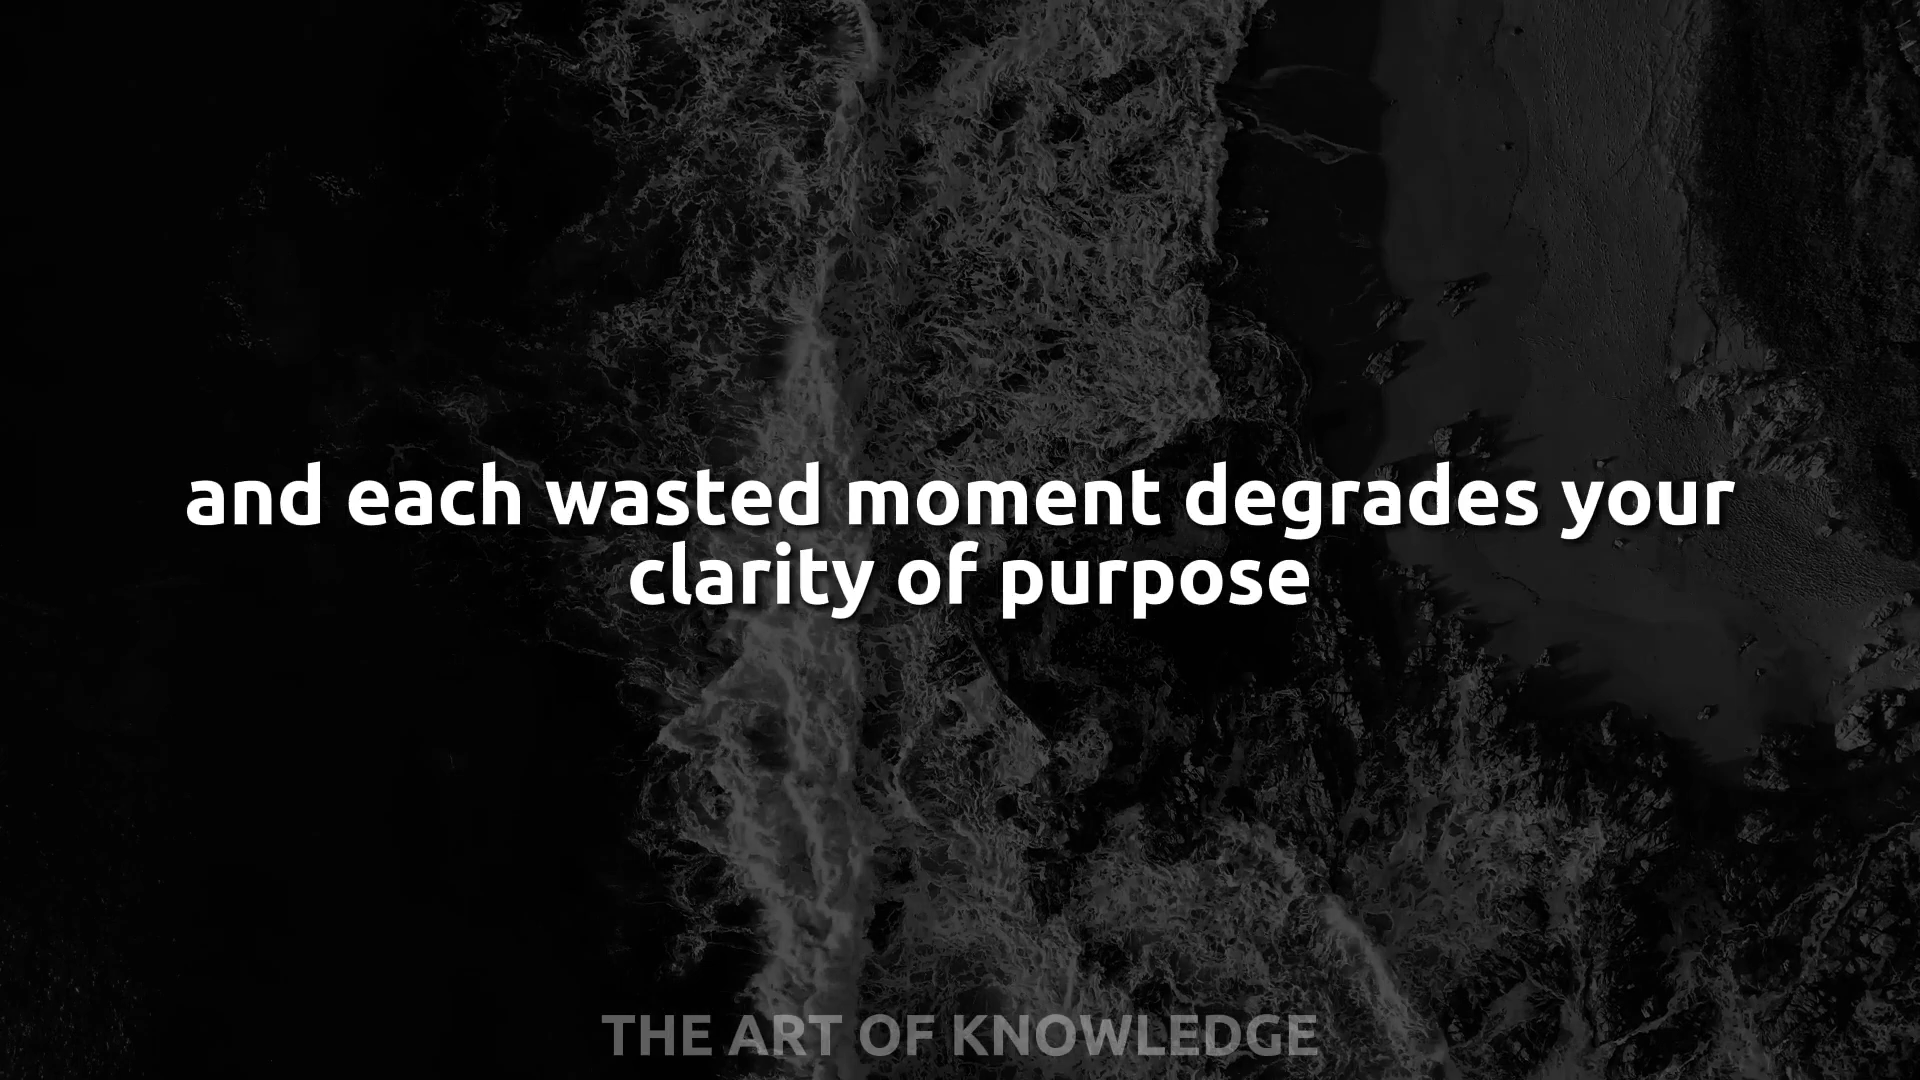 and each wasted moment degrades your
clarity of purpose
THE ART OF KNOWLEDGE